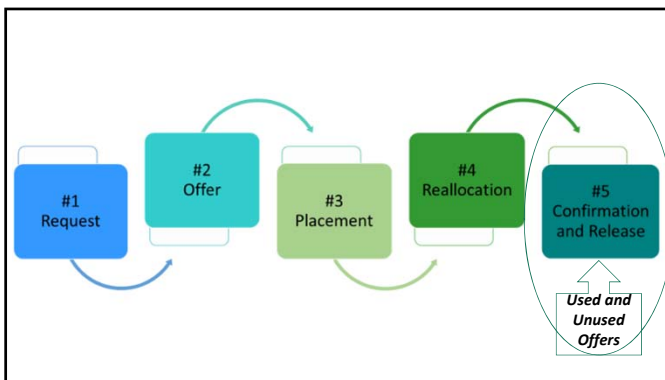 #1
Request
#2
Offer
#3
Placement
#4
Reallocation
#5
Confirmation
and Release
Used and
Unused
Offers